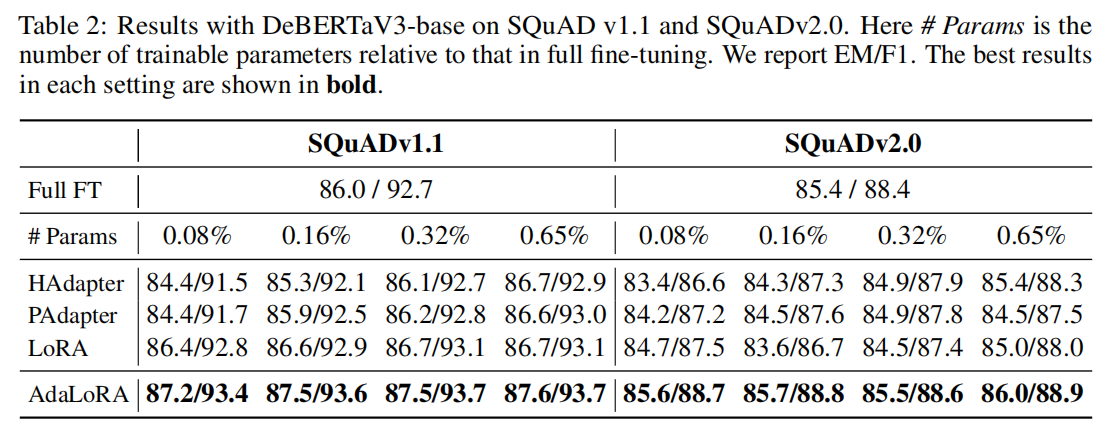 Table 2: Results with DeBERTaV3-base on SQuAD v1.1 and SQuADv2.0. Here # Params is the
number of trainable parameters relative to that in full fine-tuning. We report EM/F1. The best results
in each setting are shown in bold.
SQuADv1.1 SQuADv2.0
Full FT 86.0 / 92.7 85.4 / 88.4
# Params 0.08% 0.16% 0.32% 0.65% 0.08% 0.16% 0.32% 0.65%
HAdapter 84.4/91.5 85.3/92.1 86.1/92.7 86.7/92.9 83.4/86.6 84.3/87.3 84.9/87.9 85.4/88.3
PAdapter 84.4/91.7 85.9/92.5 86.2/92.8 86.6/93.0 84.2/87.2 84.5/87.6 84.9/87.8 84.5/87.5
LoRA 86.4/92.8 86.6/92.9 86.7/93.1 86.7/93.1 84.7/87.5 83.6/86.7 84.5/87.4 85.0/88.0
AdaLoRA 87.2/93.4 87.5/93.6 87.5/93.7 87.6/93.7 85.6/88.7 85.7/88.8 85.5/88.6 86.0/88.9